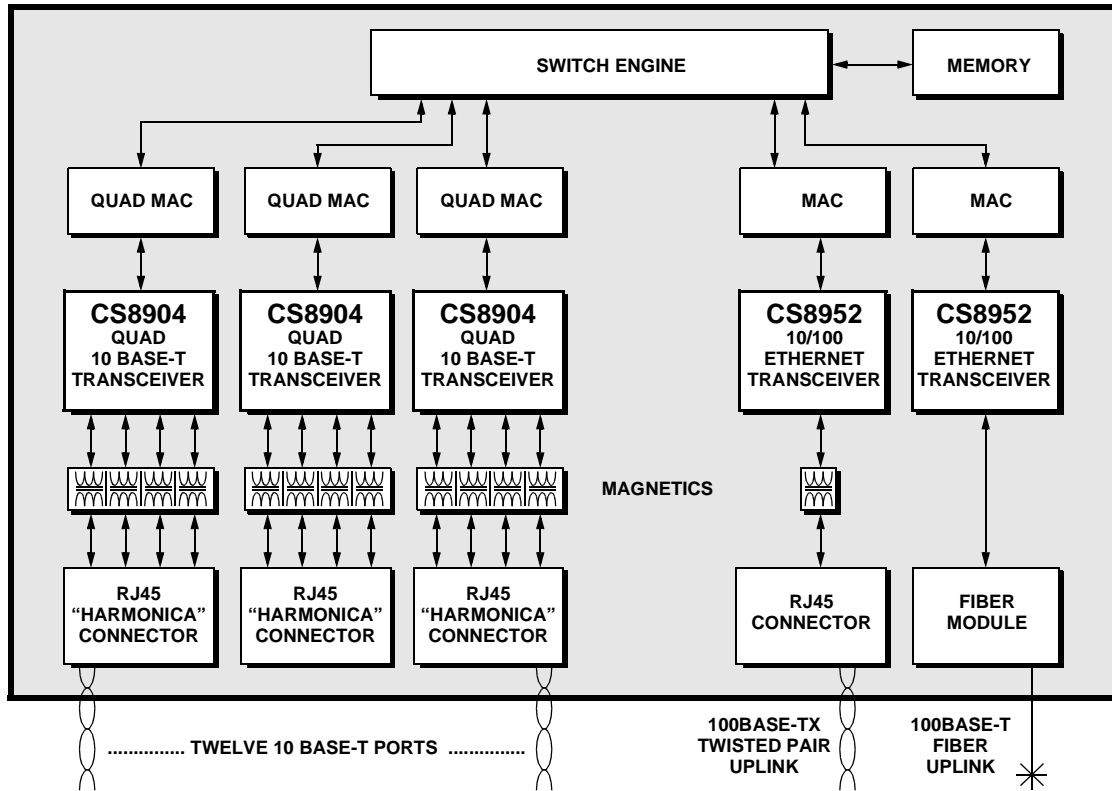 SWITCH ENGINE
MEMORY
QUAD MAC
QUAD MAC
QUAD MAC
MAC
MAC
CS8904
QUAD
10 BASE-T
TRANSCEIVER
CS8904
QUAD
10 BASE-T
TRANSCEIVER
CS8904
QUAD
10 BASE-T
TRANSCEIVER
CS8952
10/100
ETHERNET
TRANSCEIVER
CS8952
10/100
ETHERNET
TRANSCEIVER
MAGNETICS
RJ45
“HARMONICA”
CONNECTOR
RJ45
“HARMONICA”
CONNECTOR
RJ45
“HARMONICA”
CONNECTOR
RJ45
CONNECTOR
FIBER
MODULE
............... TWELVE 10 BASE-T PORTS ...............
100BASE-TX
TWISTED PAIR
UPLINK
100BASE-T
FIBER
UPLINK